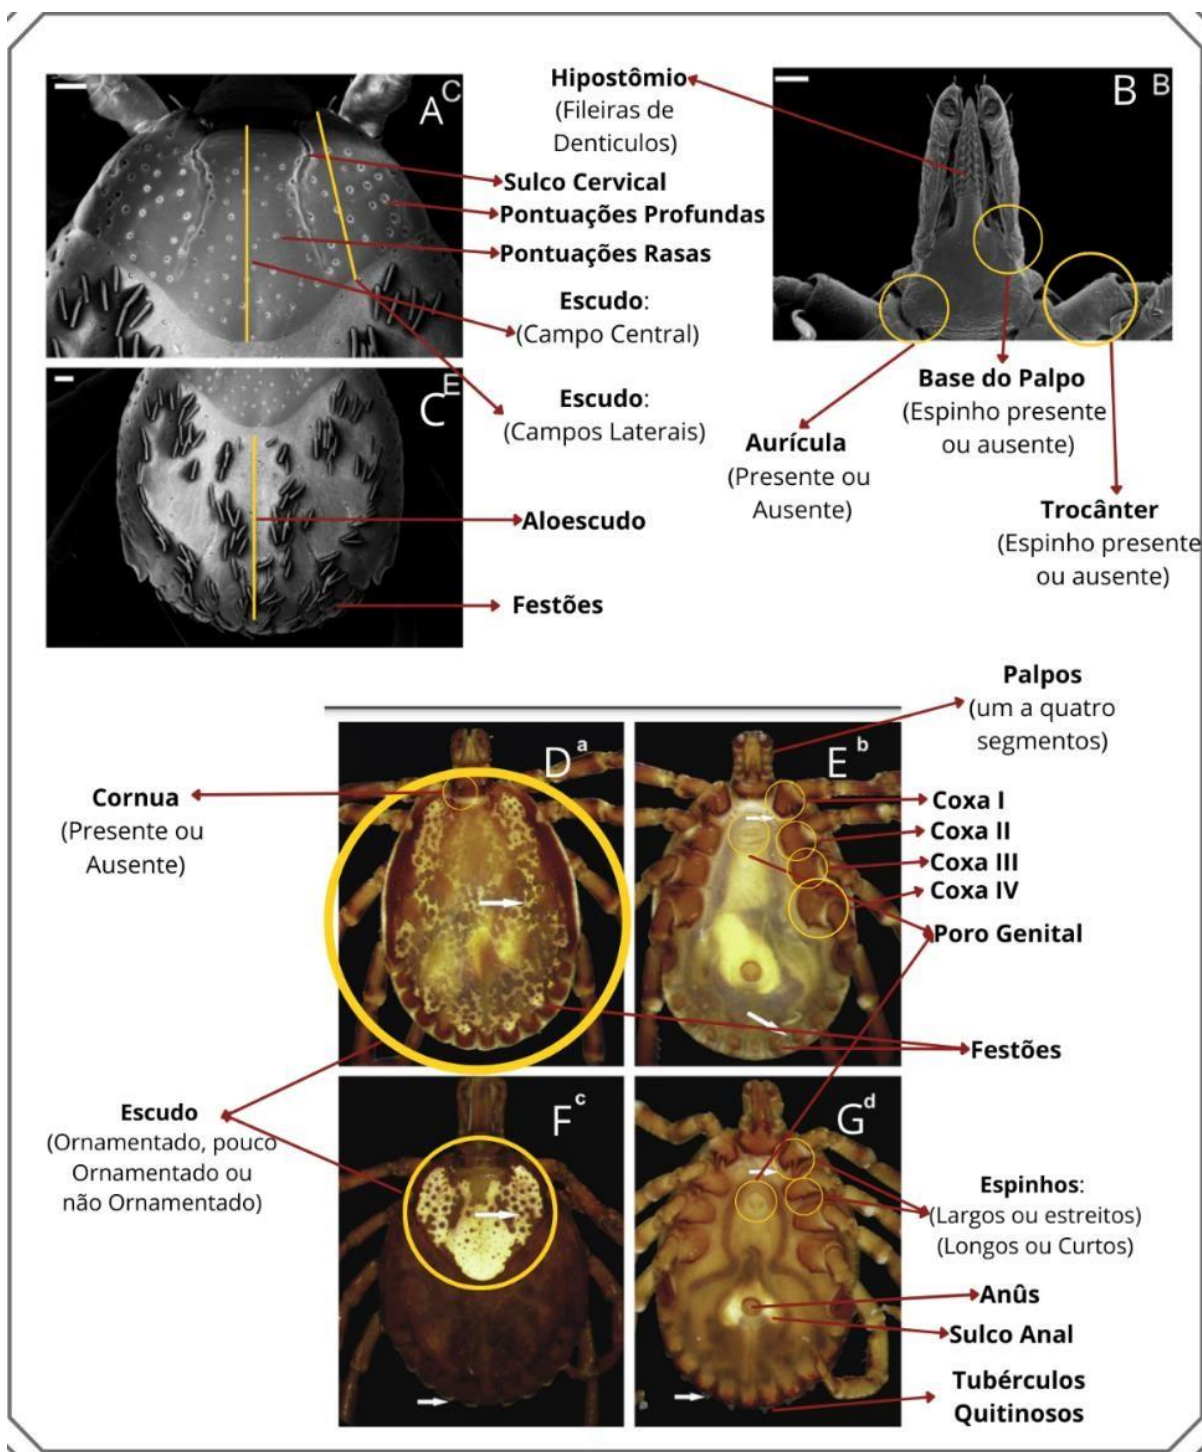 A C
Hipostômio
(Fileiras de
Denticulos)
B B
Sulco Cervical
Pontuações Profundas
Pontuações Rasas
Escudo:
(Campo Central)
C E
Escudo:
(Campos Laterais)
Base do Palpo
(Espinho presente
ou ausente)
Aurícula
(Presente ou
Ausente)
Aloescudo
Trocânter
(Espinho presente
ou ausente)
Festões
Palpos
(um a quatro
segmentos)
D a
E b
Cornua
(Presente ou
Ausente)
Coxa I
Coxa II
Coxa III
Coxa IV
Poro Genital
Festões
Escudo
(Ornamentado, pouco
Ornamentado ou
não Ornamentado)
F c
G d
Espinhos:
(Largos ou estreitos)
(Longos ou Curtos)
Anûs
Sulco Anal
Tubérculos
Quitinosos